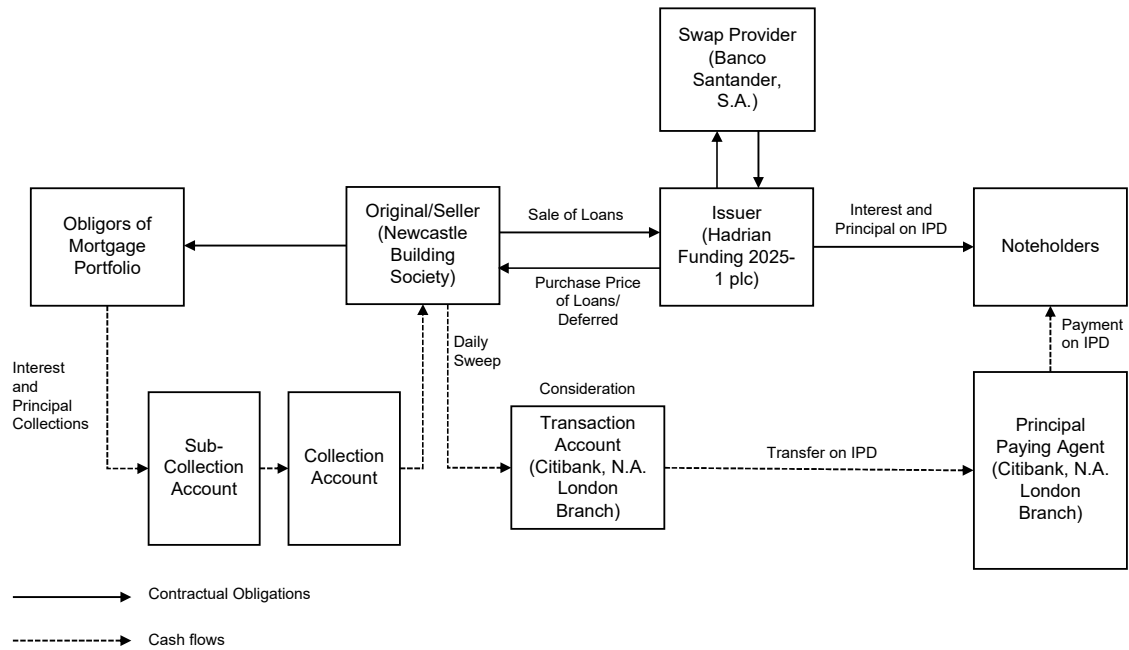 Swap Provider
(Banco
Santander,
S.A.)
Obligors of
Mortgage
Portfolio
Original/Seller
(Newcastle
Building
Society)
Sale of Loans
Purchase Price
of Loans/
Deferred
Issuer
(Hadrian
Funding 2025-
1 plc)
Interest and
Principal on IPD
Noteholders
Interest
and
Principal
Collections
Sub-
Collection
Account
Collection
Account
Daily
Sweep
Consideration
Transaction
Account
(Citibank, N.A.
London
Branch)
Transfer on IPD
Payment
on IPD
Principal
Paying Agent
(Citibank, N.A.
London
Branch)
Contractual Obligations
Cash flows